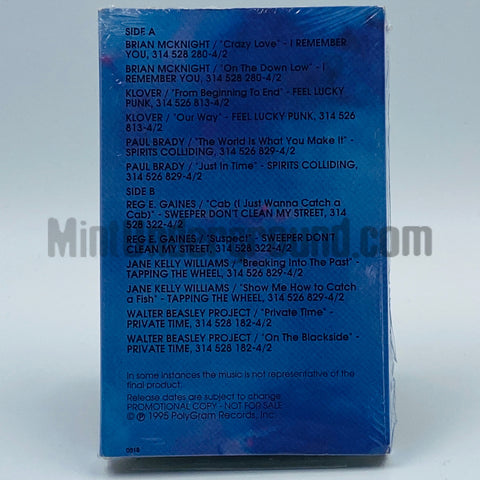 SIDE A
BRIAN MCKNIGHT / "Crazy Love" - I REMEMBER
YOU, 314 528 280-4/2
BRIAN MCKNIGHT / "On The Down Low" - I
REMEMBER YOU, 314 528 280-4/2
KLOVER / "From Beginning To End" - FEEL LUCKY
PUNK, 314 526 813-4/2
KLOVER / "Our Way" - FEEL LUCKY PUNK, 314 526
813-4/2
PAUL BRADY / "The World Is What You Make It" -
SPIRITS COLLIDING, 314 526 829-4/2
PAUL BRADY / "Just In Time" - SPIRITS COLLIDING,
314 526 829-4/2
SIDE B
REG E. GAINES / "Cab (I Just Wanna Catch a
Cab)" - SWEEPER DON'T CLEAN MY STREET, 314
528 322-4/2
REG E. GAINES / "Suspect" - SWEEPER DON'T
CLEAN MY STREET, 314 528 322-4/2
JANE KELLY WILLIAMS / "Breaking Into The Past" -
TAPPING THE WHEEL, 314 526 829-4/2
JANE KELLY WILLIAMS / "Show Me How to Catch
a Fish" - TAPPING THE WHEEL, 314 526 829-4/2
WALTER BEASLEY PROJECT / "Private Time" -
PRIVATE TIME, 314 528 182-4/2
WALTER BEASLEY PROJECT / "On The Blackside" -
PRIVATE TIME, 314 528 182-4/2
In some instances the music is not representative of the
final product.
Release dates are subject to change
PROMOTIONAL COPY - NOT FOR SALE
© ℗ 1995 PolyGram Records, Inc.